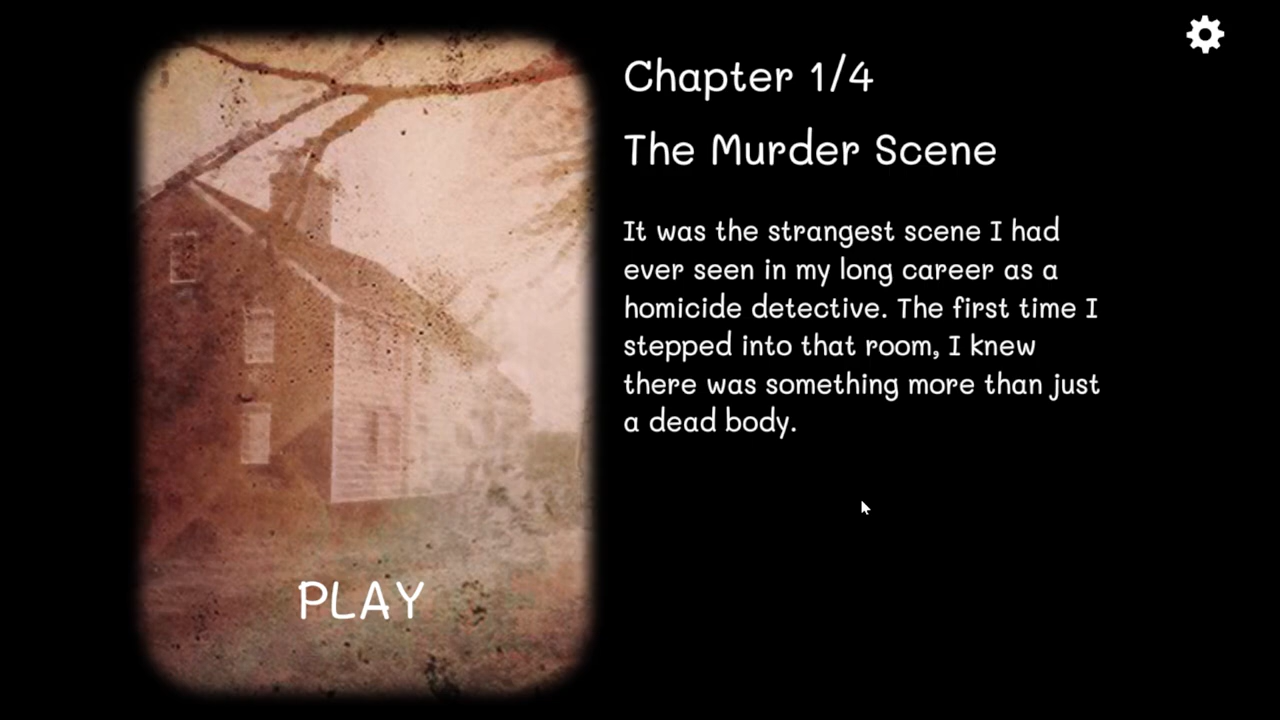 Chapter 1/4
The Murder Scene
It was the strangest scene I had
ever seen in my long career as a
homicide detective. The first time I
stepped into that room, I knew
there was something more than just
a dead body.
PLAY